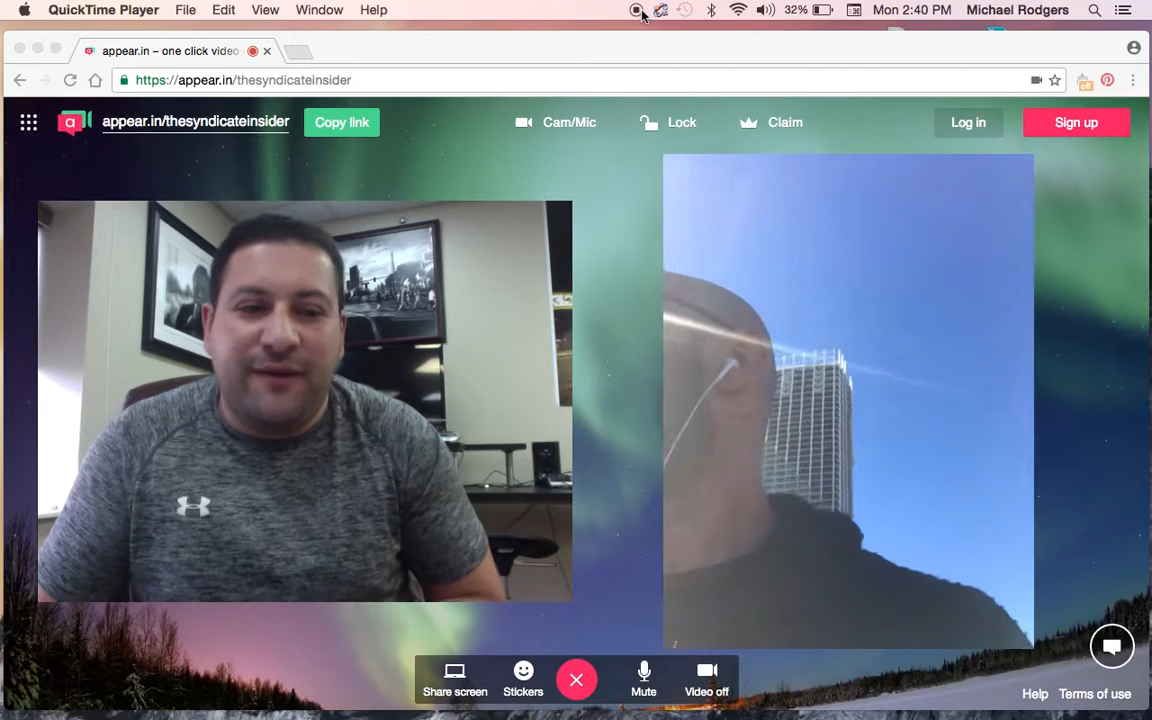 QuickTime Player File Edit View Window Help 32% Mon 2:40 PM Michael Rodgers
appear.in – one click video
https://appear.in/thesyndicateinsider
off
a appear.in/thesyndicateinsider Copy link Cam/Mic Lock Claim Log in Sign up
Share screen Stickers Mute Video off
Help Terms of use